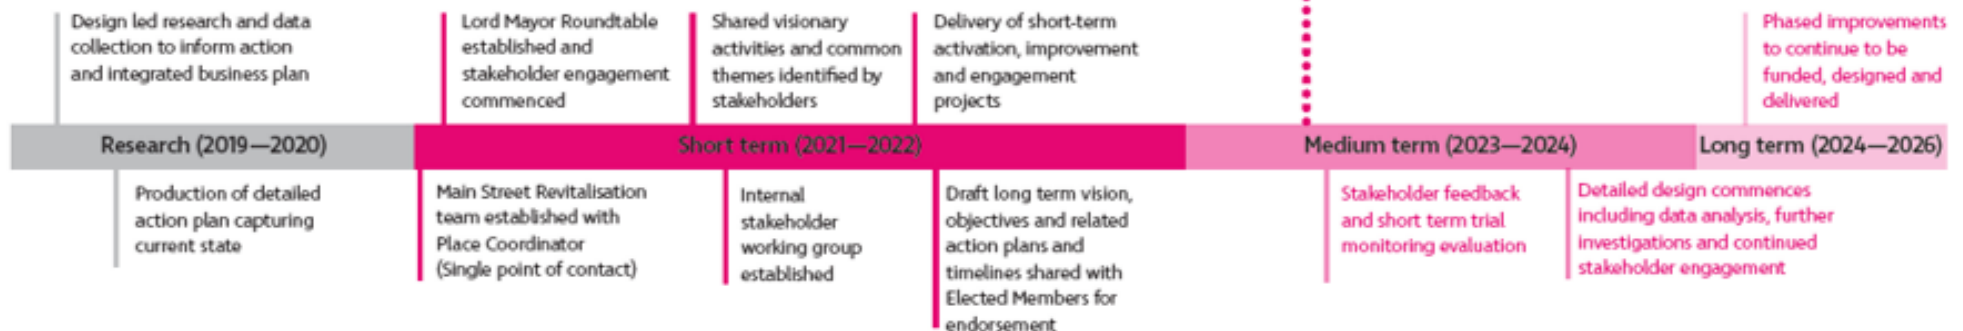 Design led research and data
collection to inform action
and integrated business plan
Lord Mayor Roundtable
established and
stakeholder engagement
commenced
Shared visionary
activities and common
themes identified by
stakeholders
Delivery of short-term
activation, improvement
and engagement
projects
Phased improvements
to continue to be
funded, designed and
delivered
Research (2019—2020)
Short term (2021—2022)
Medium term (2023—2024)
Long term (2024—2026)
Production of detailed
action plan capturing
current state
Main Street Revitalisation
team established with
Place Coordinator
(Single point of contact)
Internal
stakeholder
working group
established
Draft long term vision,
objectives and related
action plans and
timelines shared with
Elected Members for
endorsement
Stakeholder feedback
and short term trial
monitoring evaluation
Detailed design commences
including data analysis, further
investigations and continued
stakeholder engagement